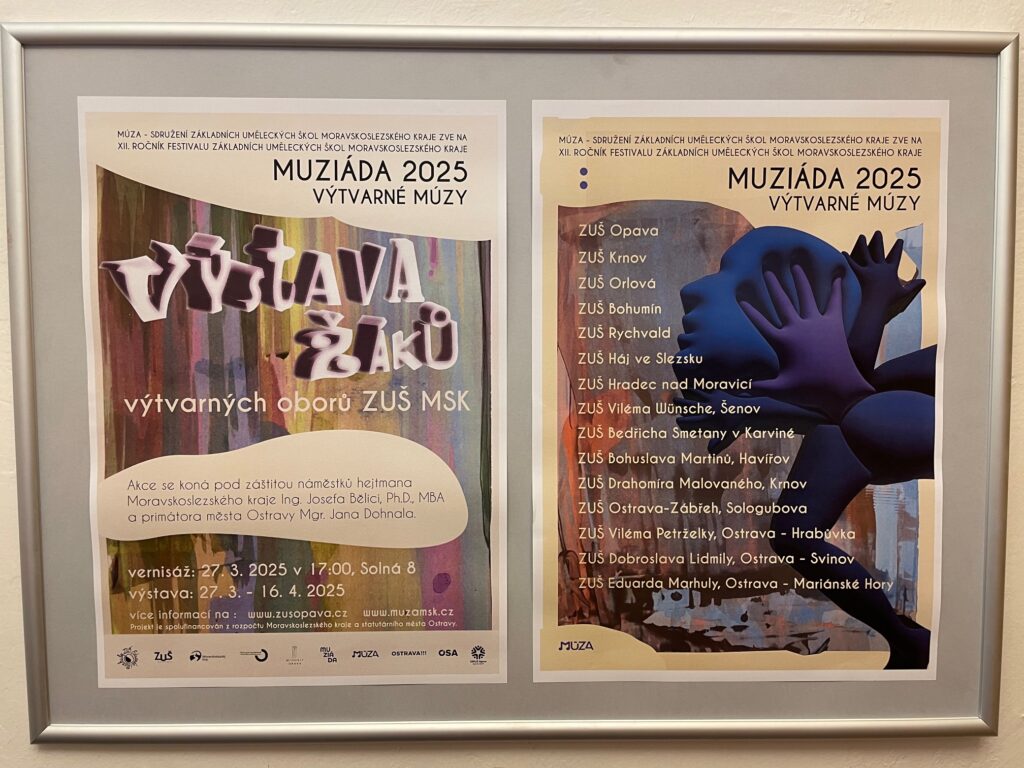 MÚZA - SDRUŽENÍ ZÁKLADNÍCH UMĚLECKÝCH ŠKOL MORAVSKOSLEZSKÉHO KRAJE ZVE NA
XII. ROČNÍK FESTIVALU ZÁKLADNÍCH UMĚLECKÝCH ŠKOL MORAVSKOSLEZSKÉHO KRAJE
MUZIÁDA 2025
VÝTVARNÉ MÚZY
VÝSTAVA
ŽÁKŮ
výtvarných oborů ZUŠ MSK
Akce se koná pod záštitou náměstků hejtmana
Moravskoslezského kraje Ing. Josefa Bělici, Ph.D., MBA
a primátora města Ostravy Mgr. Jana Dohnala.
vernisáž: 27. 3. 2025 v 17:00, Solná 8
výstava: 27. 3. - 16. 4. 2025
více informací na : www.zusopava.cz www.muzamsk.cz
Projekt je spolufinancován z rozpočtu Moravskoslezského kraje a statutárního města Ostravy.
ZUŠ
MUZIADA
MÚZA
OSTRAVA!!!
OSA
MÚZA - SDRUŽENÍ ZÁKLADNÍCH UMĚLECKÝCH ŠKOL MORAVSKOSLEZSKÉHO KRAJE ZVE NA
XII. ROČNÍK FESTIVALU ZÁKLADNÍCH UMĚLECKÝCH ŠKOL MORAVSKOSLEZSKÉHO KRAJE
MUZIÁDA 2025
VÝTVARNÉ MÚZY
ZUŠ Opava
ZUŠ Krnov
ZUŠ Orlová
ZUŠ Bohumín
ZUŠ Rychvald
ZUŠ Háj ve Slezsku
ZUŠ Hradec nad Moravicí
ZUŠ Viléma Wünsche, Šenov
ZUŠ Bedřicha Smetany v Karviné
ZUŠ Bohuslava Martinů, Havířov
ZUŠ Drahomíra Malovaného, Krnov
ZUŠ Ostrava-Zábřeh, Sologubova
ZUŠ Viléma Petrželky, Ostrava - Hrabůvka
ZUŠ Dobroslava Lidmily, Ostrava - Svinov
ZUŠ Eduarda Marhuly, Ostrava - Mariánské Hory
MÚZA